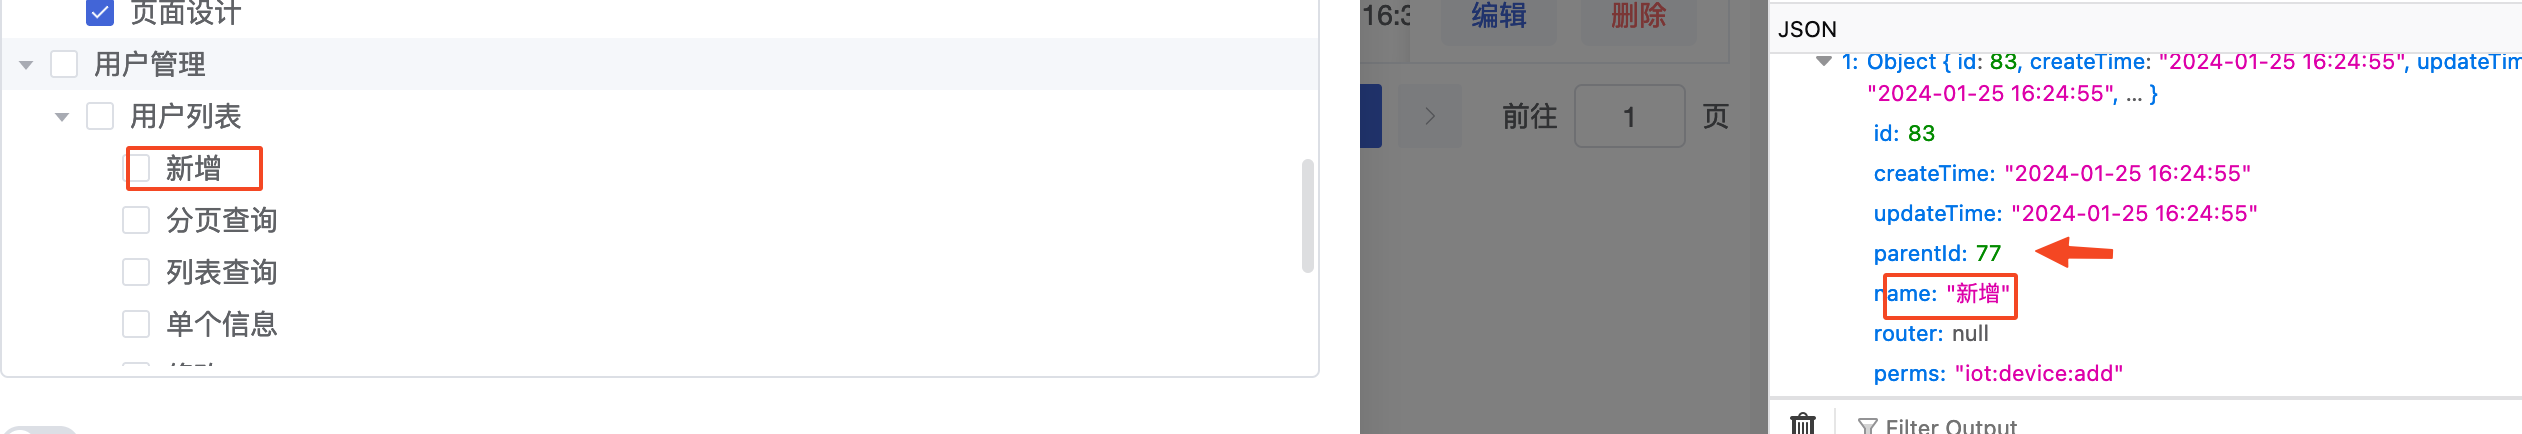 页面设计
用户管理
用户列表
新增
分页查询
列表查询
单个信息
16:3
编辑
删除
前往 1 页
JSON
1: Object { id: 83, createTime: "2024-01-25 16:24:55", updateTim
"2024-01-25 16:24:55", … }
id: 83
createTime: "2024-01-25 16:24:55"
updateTime: "2024-01-25 16:24:55"
parentId: 77
name: "新增"
router: null
perms: "iot:device:add"
Filter Output